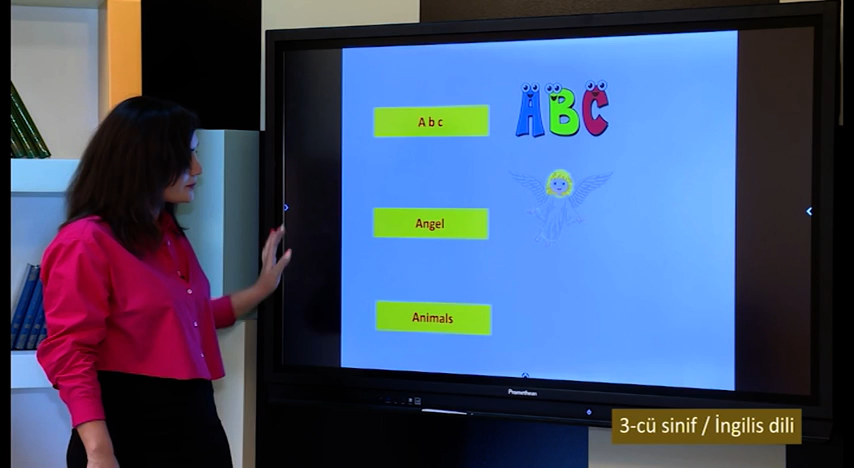 A b c
ABC
Angel
Animals
Promethean
3-cü sinif / İngilis dili